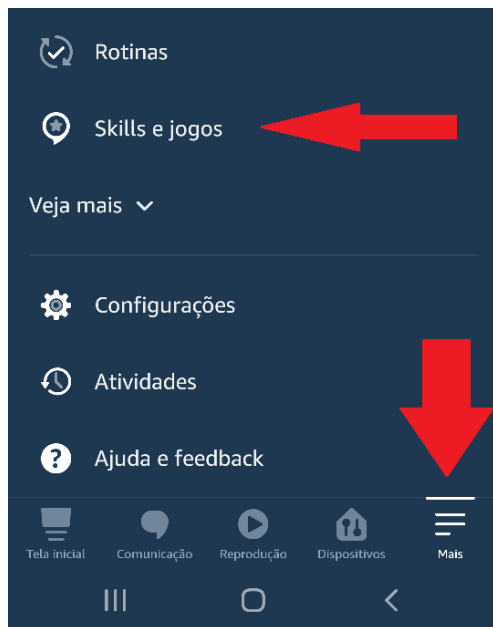 Rotinas
Skills e jogos
Veja mais
Configurações
Atividades
Ajuda e feedback
Tela inicial Comunicação Reprodução Dispositivos Mais